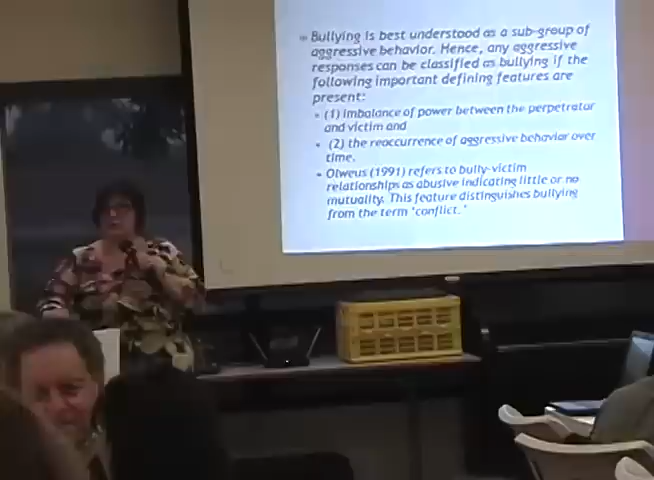 Bullying is best understood as a sub-group of
aggressive behavior. Hence, any aggressive
responses can be classified as bullying if the
following important defining features are
present:
(1) imbalance of power between the perpetrator
and victim and
(2) the reoccurrence of aggressive behavior over
time.
Olweus (1991) refers to bully-victim
relationships as abusive indicating little or no
mutuality. This feature distinguishes bullying
from the term "conflict."